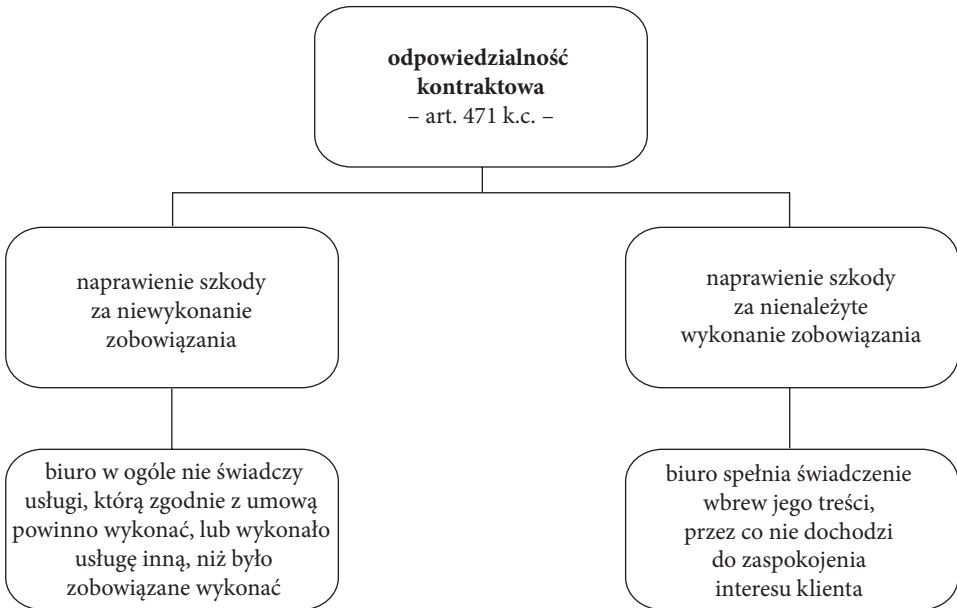 odpowiedzialność
kontraktowa
– art. 471 k.c. –
naprawienie szkody
za niewykonanie
zobowiązania
naprawienie szkody
za nienależyte
wykonanie zobowiązania
biuro w ogóle nie świadczy
usługi, którą zgodnie z umową
powinno wykonać, lub wykonało
usługę inną, niż było
zobowiązane wykonać
biuro spełnia świadczenie
wbrew jego treści,
przez co nie dochodzi
do zaspokojenia
interesu klienta